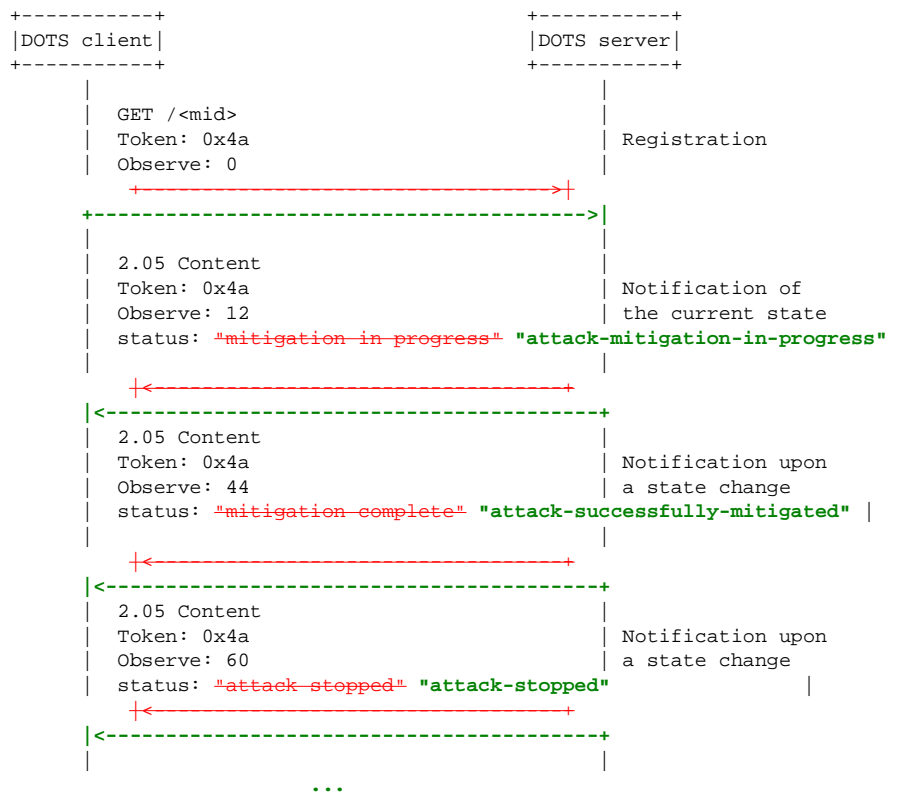 +-----------+                              +-----------+
|DOTS client|                              |DOTS server|
+-----------+                              +-----------+
      |                                          |
      |  GET /<mid>                              |
      |  Token: 0x4a                             | Registration
      |  Observe: 0                              |
          +----------------------------------->|
      +----------------------------------------->|
      |                                          |
      |  2.05 Content                            |
      |  Token: 0x4a                             | Notification of
      |  Observe: 12                             | the current state
      |  status: "mitigation in progress" "attack-mitigation-in-progress"
      |                                          |
          |<-----------------------------------+
      |<-----------------------------------------+
      |  2.05 Content                            |
      |  Token: 0x4a                             | Notification upon
      |  Observe: 44                             | a state change
      |  status: "mitigation complete" "attack-successfully-mitigated" |
      |                                          |
          |<-----------------------------------+
      |<-----------------------------------------+
      |  2.05 Content                            |
      |  Token: 0x4a                             | Notification upon
      |  Observe: 60                             | a state change
      |  status: "attack stopped" "attack-stopped"                |
          |<-----------------------------------+
      |<-----------------------------------------+
      |                                          |
                         ...